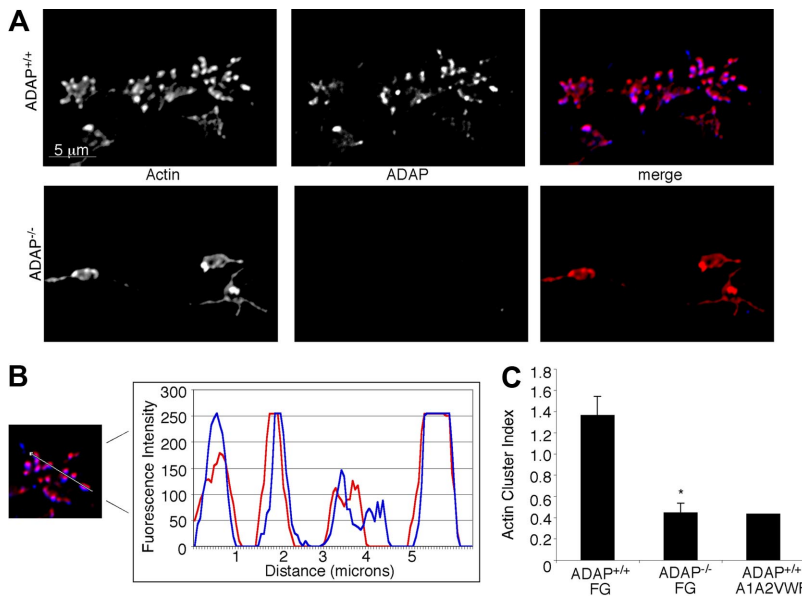 A
ADAP+/+
5 µm
Actin
ADAP
merge
ADAP-/-
B
Fluorescence Intensity
300
250
200
150
100
50
0
1 2 3 4 5
Distance (microns)
C
Actin Cluster Index
1.8
1.6
1.4
1.2
1
0.8
0.6
0.4
0.2
0
*
ADAP+/+ FG
ADAP-/- FG
ADAP+/+ A1A2VWF